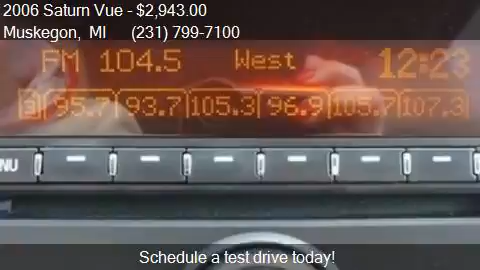 2006 Saturn Vue - $2,943.00
Muskegon, MI (231) 799-7100
FM 104.5 West 12:23
a 95.7 93.7 105.3 96.9 105.7 107.3
NU
Schedule a test drive today!